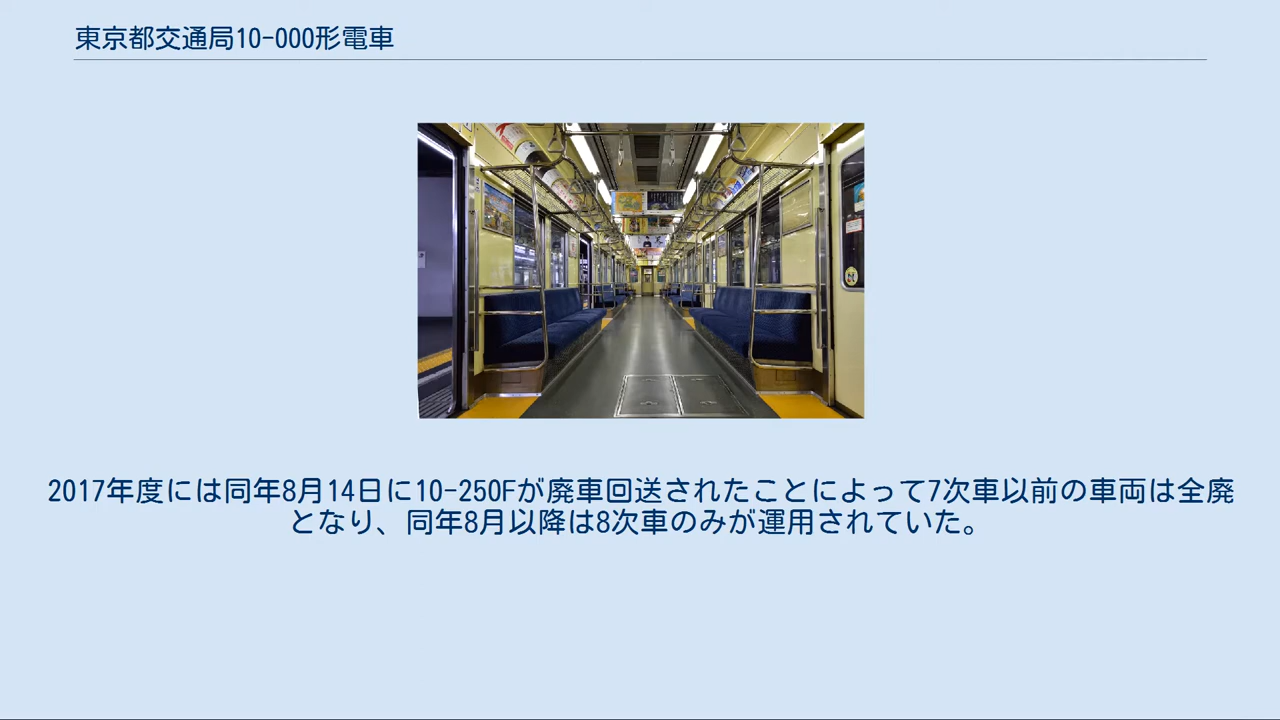 東京都交通局10-000形電車
2017年度には同年8月14日に10-250Fが廃車回送されたことによって7次車以前の車両は全廃
となり、同年8月以降は8次車のみが運用されていた。